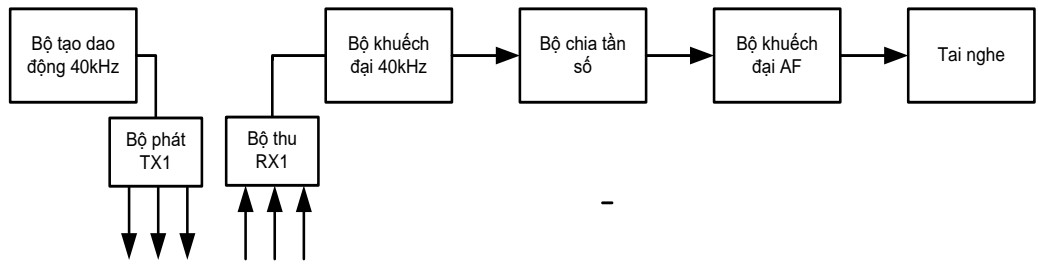 Bộ tạo dao
động 40kHz
Bộ khuếch
đại 40kHz
Bộ chia tần
số
Bộ khuếch
đại AF
Tai nghe
Bộ phát
TX1
Bộ thu
RX1